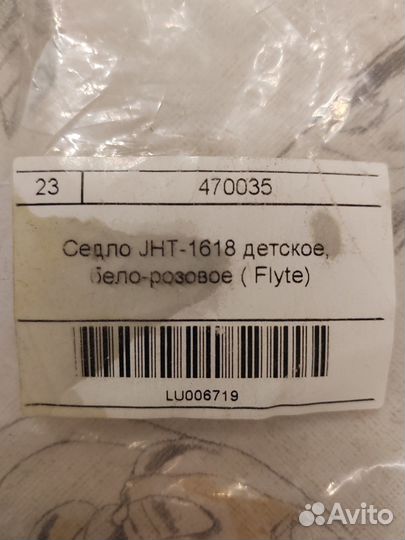 23 470035
Седло JHT-1618 детское,
бело-розовое ( Flyte)
LU006719
Avito